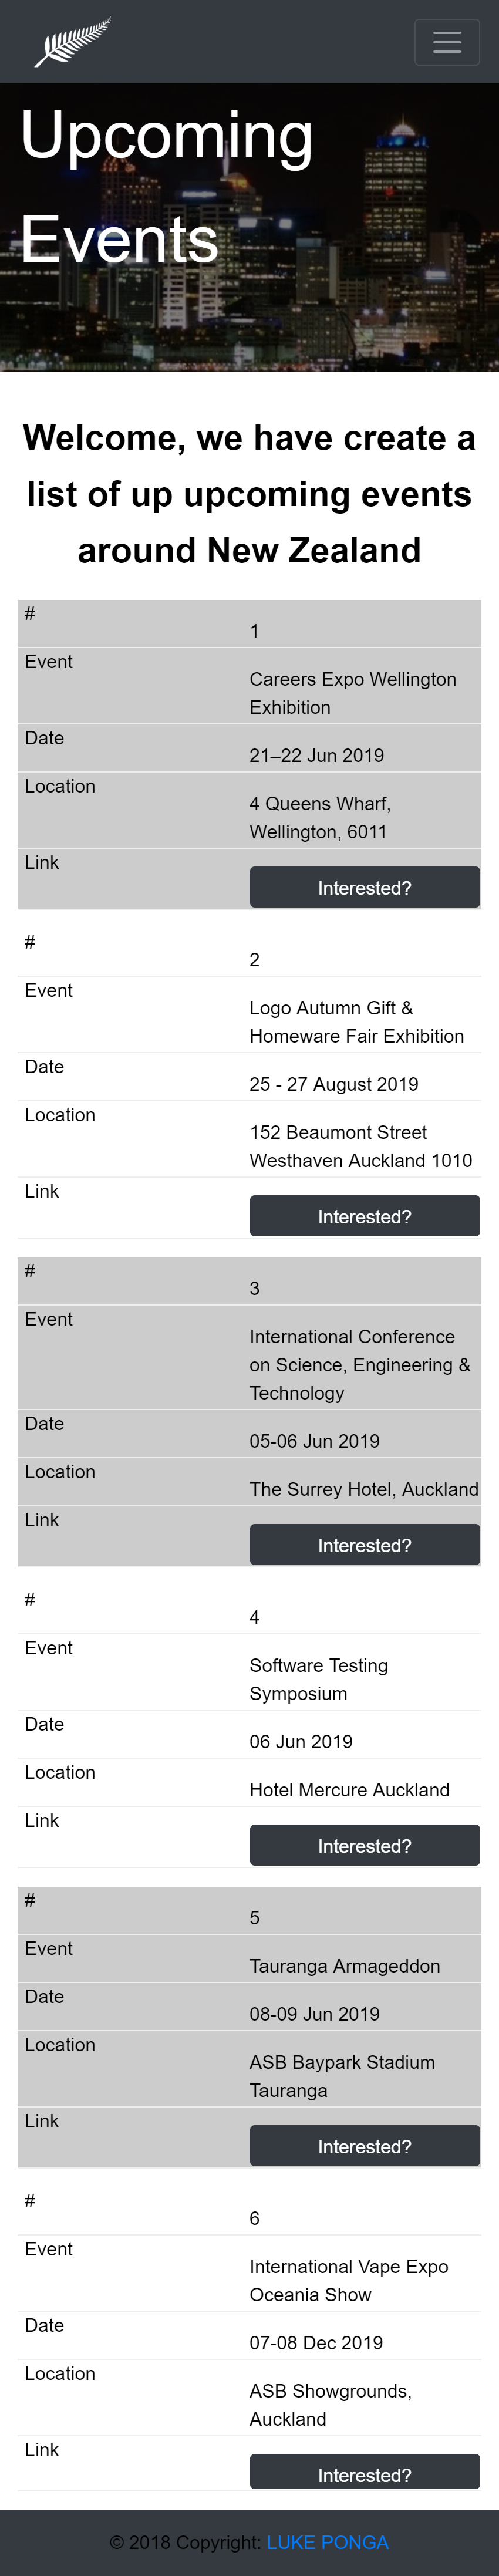 Upcoming
Events
Welcome, we have create a
list of up upcoming events
around New Zealand
#
1
Event
Careers Expo Wellington
Exhibition
Date
21–22 Jun 2019
Location
4 Queens Wharf,
Wellington, 6011
Link
Interested?
#
2
Event
Logo Autumn Gift &
Homeware Fair Exhibition
Date
25 - 27 August 2019
Location
152 Beaumont Street
Westhaven Auckland 1010
Link
Interested?
#
3
Event
International Conference
on Science, Engineering &
Technology
Date
05-06 Jun 2019
Location
The Surrey Hotel, Auckland
Link
Interested?
#
4
Event
Software Testing
Symposium
Date
06 Jun 2019
Location
Hotel Mercure Auckland
Link
Interested?
#
5
Event
Tauranga Armageddon
Date
08-09 Jun 2019
Location
ASB Baypark Stadium
Tauranga
Link
Interested?
#
6
Event
International Vape Expo
Oceania Show
Date
07-08 Dec 2019
Location
ASB Showgrounds,
Auckland
Link
Interested?
© 2018 Copyright: LUKE PONGA